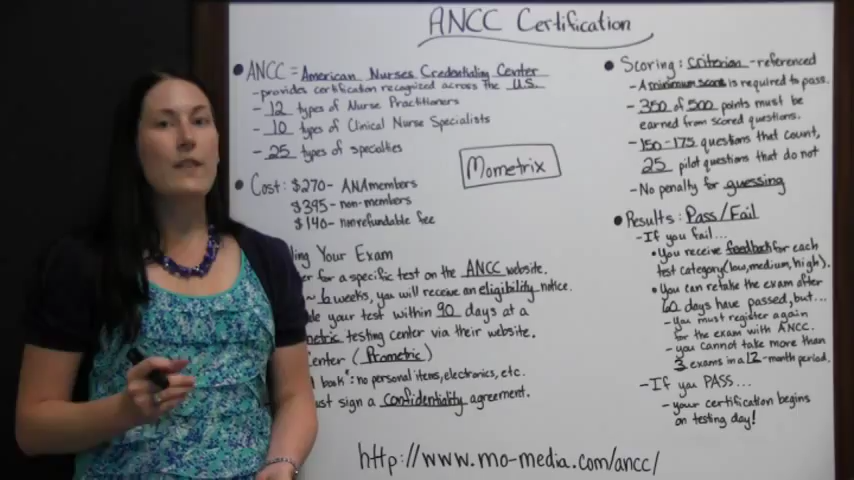 ANCC Certification
ANCC = American Nurses Credentialing Center
- provides certification recognized across the U.S.
- 12 types of Nurse Practitioners
- 10 types of Clinical Nurse Specialists
- 25 types of specialties
Mometrix
Cost: $270 - ANA members
$395 - non-members
$140 - nonrefundable fee
ing Your Exam
er for a specific test on the ANCC website.
~ 6 weeks, you will receive an eligibility notice.
le your test within 90 days at a
metric testing center via their website.
enter (Prometric)
book": no personal items, electronics, etc.
ust sign a confidentiality agreement.
Scoring: criterion - referenced
- A minimum score is required to pass.
- 350 of 500 points must be
earned from scored questions.
- 150-175 questions that count,
25 pilot questions that do not
- No penalty for guessing
Results: Pass/Fail
- If you fail...
You receive feedback for each
test category (low, medium, high).
You can retake the exam after
60 days have passed, but...
- You must register again
for the exam with ANCC.
- you cannot take more than
3 exams in a 12-month period.
- If you PASS...
- your certification begins
on testing day!
http://www.mo-media.com/ancc/